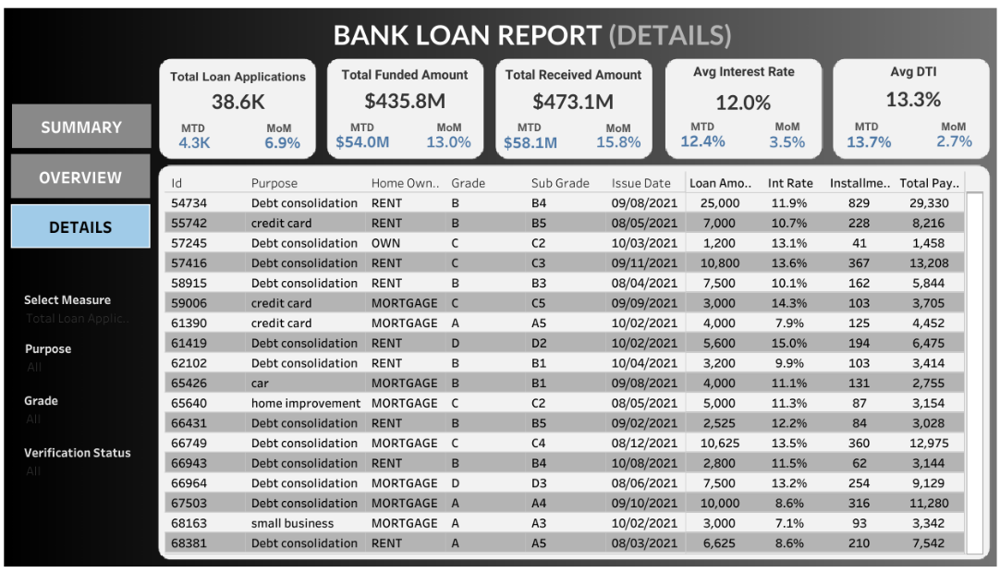 BANK LOAN REPORT (DETAILS)
Total Loan Applications
38.6K
MTD MoM
4.3K 6.9%
Total Funded Amount
$435.8M
MTD MoM
$54.0M 13.0%
Total Received Amount
$473.1M
MTD MoM
$58.1M 15.8%
Avg Interest Rate
12.0%
MTD MoM
12.4% 3.5%
Avg DTI
13.3%
MTD MoM
13.7% 2.7%
SUMMARY
OVERVIEW
DETAILS
Select Measure
Total Loan Applic..
Purpose
All
Grade
All
Verification Status
All
Id Purpose Home Own.. Grade Sub Grade Issue Date Loan Amo.. Int Rate Installme.. Total Pay..
54734 Debt consolidation RENT B B4 09/08/2021 25,000 11.9% 829 29,330
55742 credit card RENT B B5 08/05/2021 7,000 10.7% 228 8,216
57245 Debt consolidation OWN C C2 10/03/2021 1,200 13.1% 41 1,458
57416 Debt consolidation RENT C C3 09/11/2021 10,800 13.6% 367 13,208
58915 Debt consolidation RENT B B3 08/04/2021 7,500 10.1% 162 5,844
59006 credit card MORTGAGE C C5 09/09/2021 3,000 14.3% 103 3,705
61390 credit card MORTGAGE A A5 10/02/2021 4,000 7.9% 125 4,452
61419 Debt consolidation RENT D D2 10/02/2021 5,600 15.0% 194 6,475
62102 Debt consolidation RENT B B1 10/04/2021 3,200 9.9% 103 3,414
65426 car MORTGAGE B B1 09/08/2021 4,000 11.1% 131 2,755
65640 home improvement MORTGAGE C C2 08/05/2021 5,000 11.3% 87 3,154
66431 Debt consolidation RENT B B5 09/02/2021 2,525 12.2% 84 3,028
66749 Debt consolidation MORTGAGE C C4 08/12/2021 10,625 13.5% 360 12,975
66943 Debt consolidation RENT B B4 10/08/2021 2,800 11.5% 62 3,144
66964 Debt consolidation MORTGAGE D D3 08/06/2021 7,500 13.2% 254 9,129
67503 Debt consolidation MORTGAGE A A4 09/10/2021 10,000 8.6% 316 11,280
68163 small business MORTGAGE A A3 10/02/2021 3,000 7.1% 93 3,342
68381 Debt consolidation RENT A A5 08/03/2021 6,625 8.6% 210 7,542